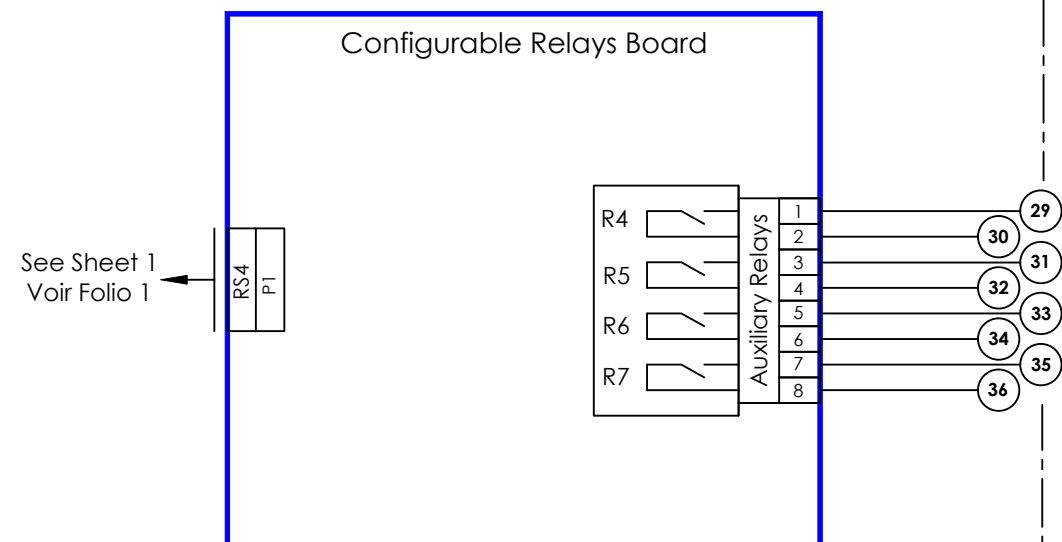 Configurable Relays Board
See Sheet 1
Voir Folio 1
RS4
P1
R4
R5
R6
R7
Auxiliary Relays
1
2
3
4
5
6
7
8
29
30
31
32
33
34
35
36